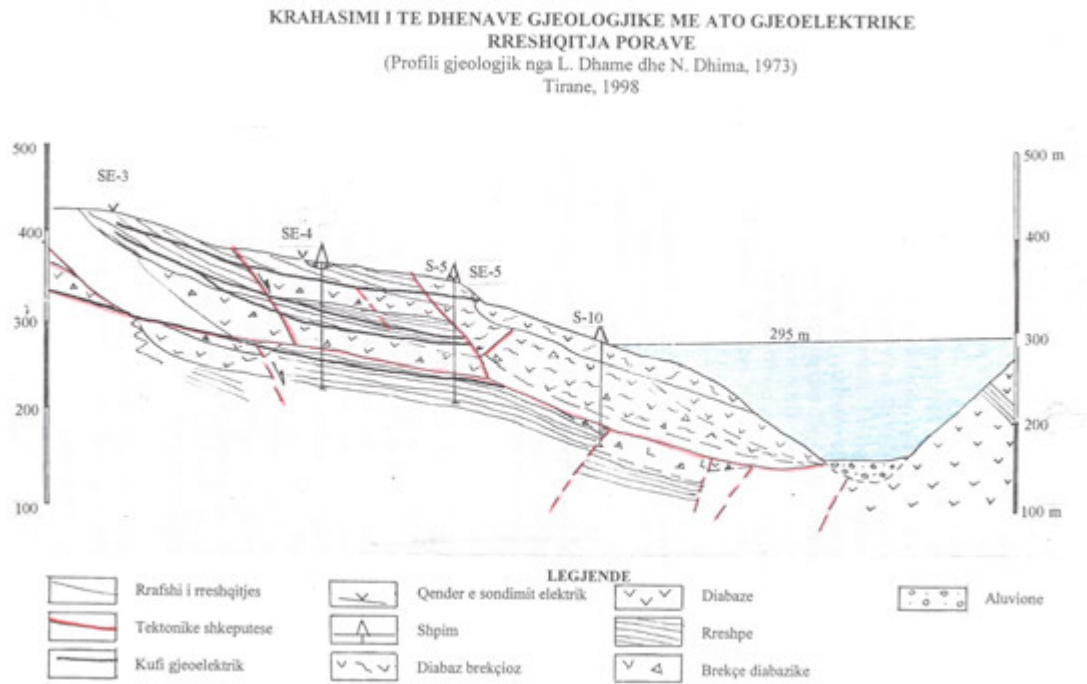 KRAHASIMI I TE DHENAVE GJEOLOGJIKE ME ATO GJEOELEKTRIKE
RRESHQITJA PORAVE
(Profili gjeologjik nga L. Dhame dhe N. Dhima, 1973)
Tirane, 1998
500
500 m
SE-3
400
400
SE-4
S-5
SE-5
S-10
295 m
300
300
200
200
100
100 m
LEGJENDE
Rrafshi i rreshqitjes
Qender e sondimit elektrik
Diabaze
Aluvione
Tektonike shkeputese
Shpim
Rreshpe
Kufi gjeoelektrik
Diabaz brekçioz
Brekçe diabazike